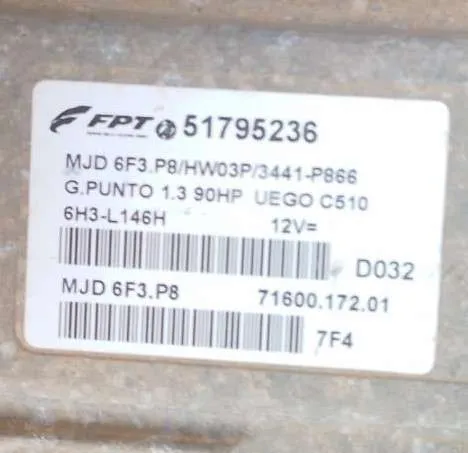 FPT 51795236
MJD 6F3.P8/HW03P/3441-P866
G.PUNTO 1.3 90HP UEGO C510
6H3-L146H 12V=
D032
MJD 6F3.P8 71600.172.01
7F4